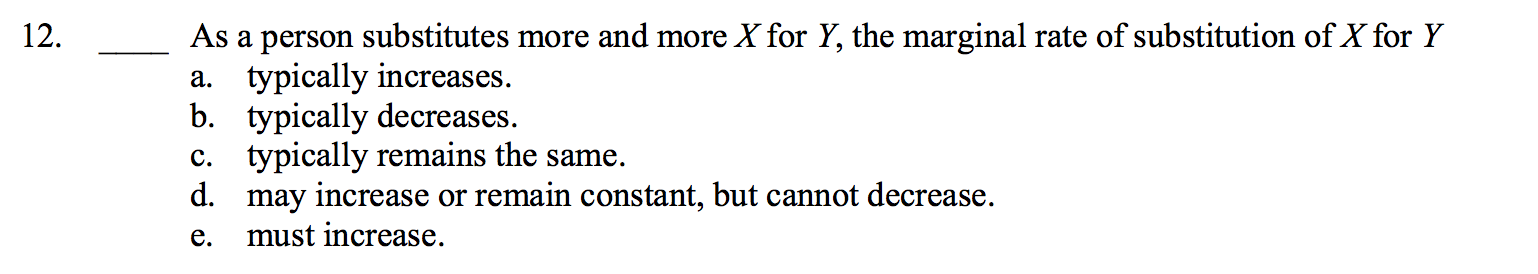 12. ____ As a person substitutes more and more X for Y, the marginal rate of substitution of X for Y
a. typically increases.
b. typically decreases.
c. typically remains the same.
d. may increase or remain constant, but cannot decrease.
e. must increase.